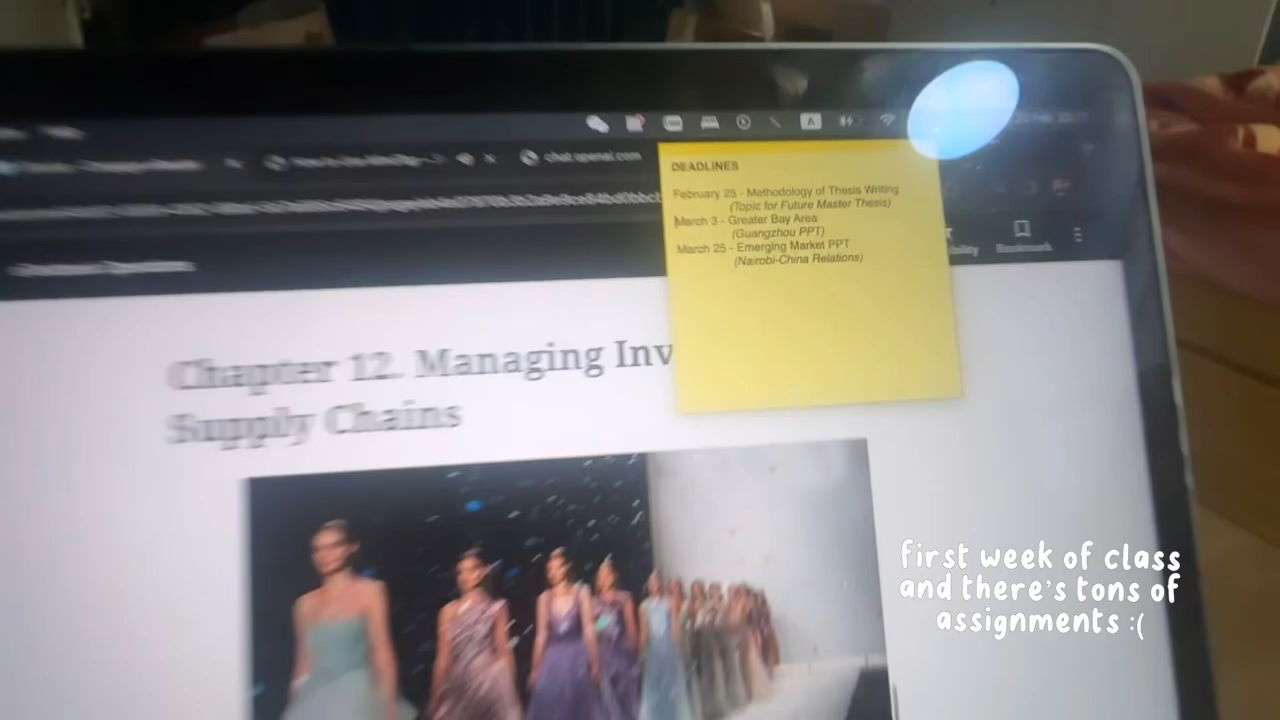 chat.openai.com
DEADLINES
February 25 - Methodology of Thesis Writing
(Topic for Future Master Thesis)
March 3 - Greater Bay Area
(Guangzhou PPT)
March 25 - Emerging Market PPT
(Nairobi-China Relations)
Bookmark
Chapter 12. Managing Inv
Supply Chains
first week of class
and there's tons of
assignments :(